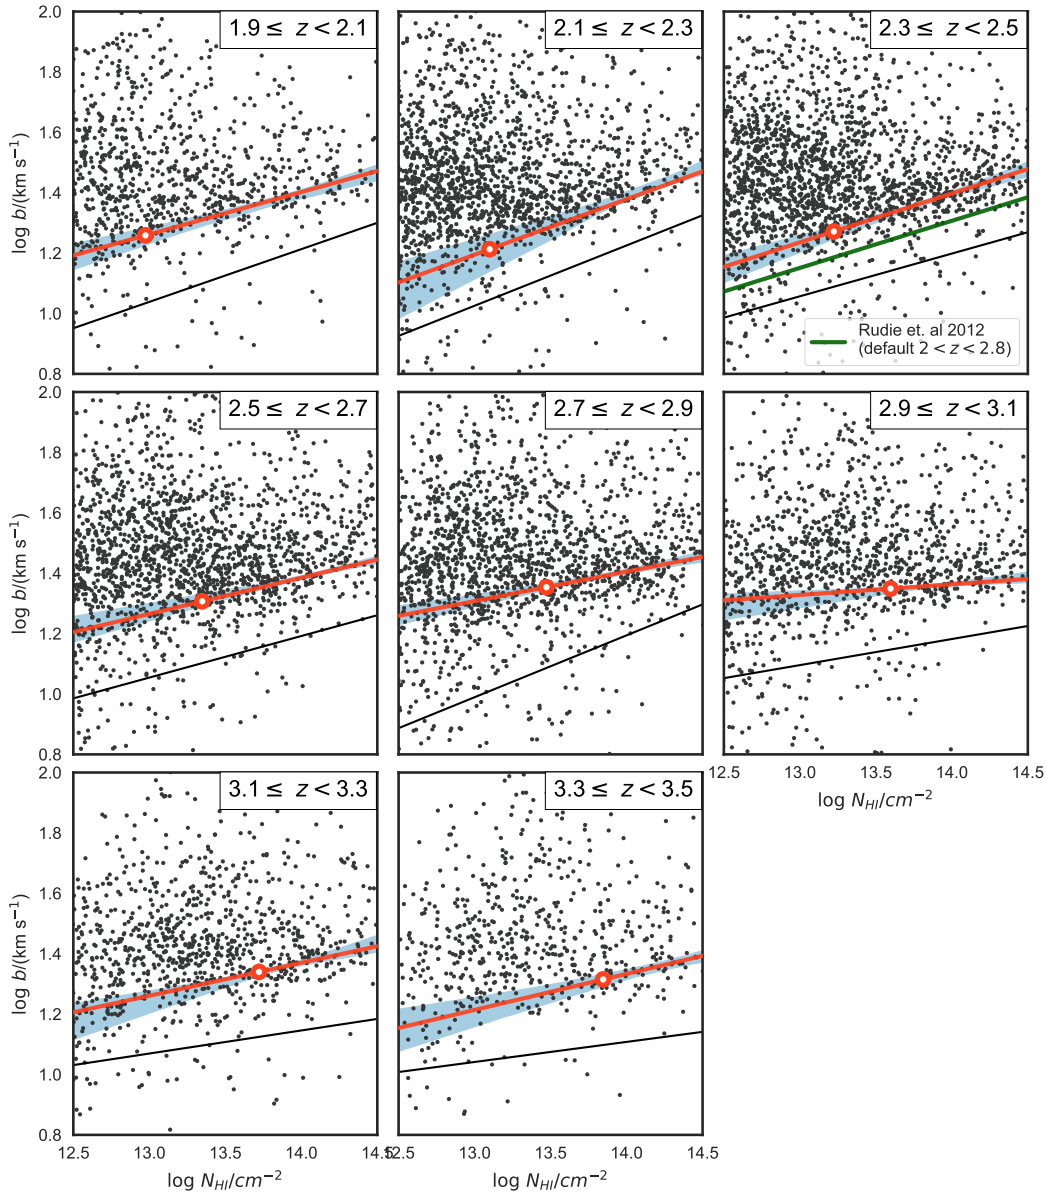 1.9 ≤ z < 2.1
2.1 ≤ z < 2.3
2.3 ≤ z < 2.5
2.0
1.8
1.6
1.4
1.2
1.0
0.8
log b/(km s⁻¹)
Rudie et. al 2012
(default 2 < z < 2.8)
2.5 ≤ z < 2.7
2.7 ≤ z < 2.9
2.9 ≤ z < 3.1
2.0
1.8
1.6
1.4
1.2
1.0
0.8
log b/(km s⁻¹)
12.5 13.0 13.5 14.0 14.5
log N_{HI}/cm⁻²
3.1 ≤ z < 3.3
3.3 ≤ z < 3.5
2.0
1.8
1.6
1.4
1.2
1.0
0.8
log b/(km s⁻¹)
12.5 13.0 13.5 14.0 14.5
12.5 13.0 13.5 14.0 14.5
log N_{HI}/cm⁻²
log N_{HI}/cm⁻²